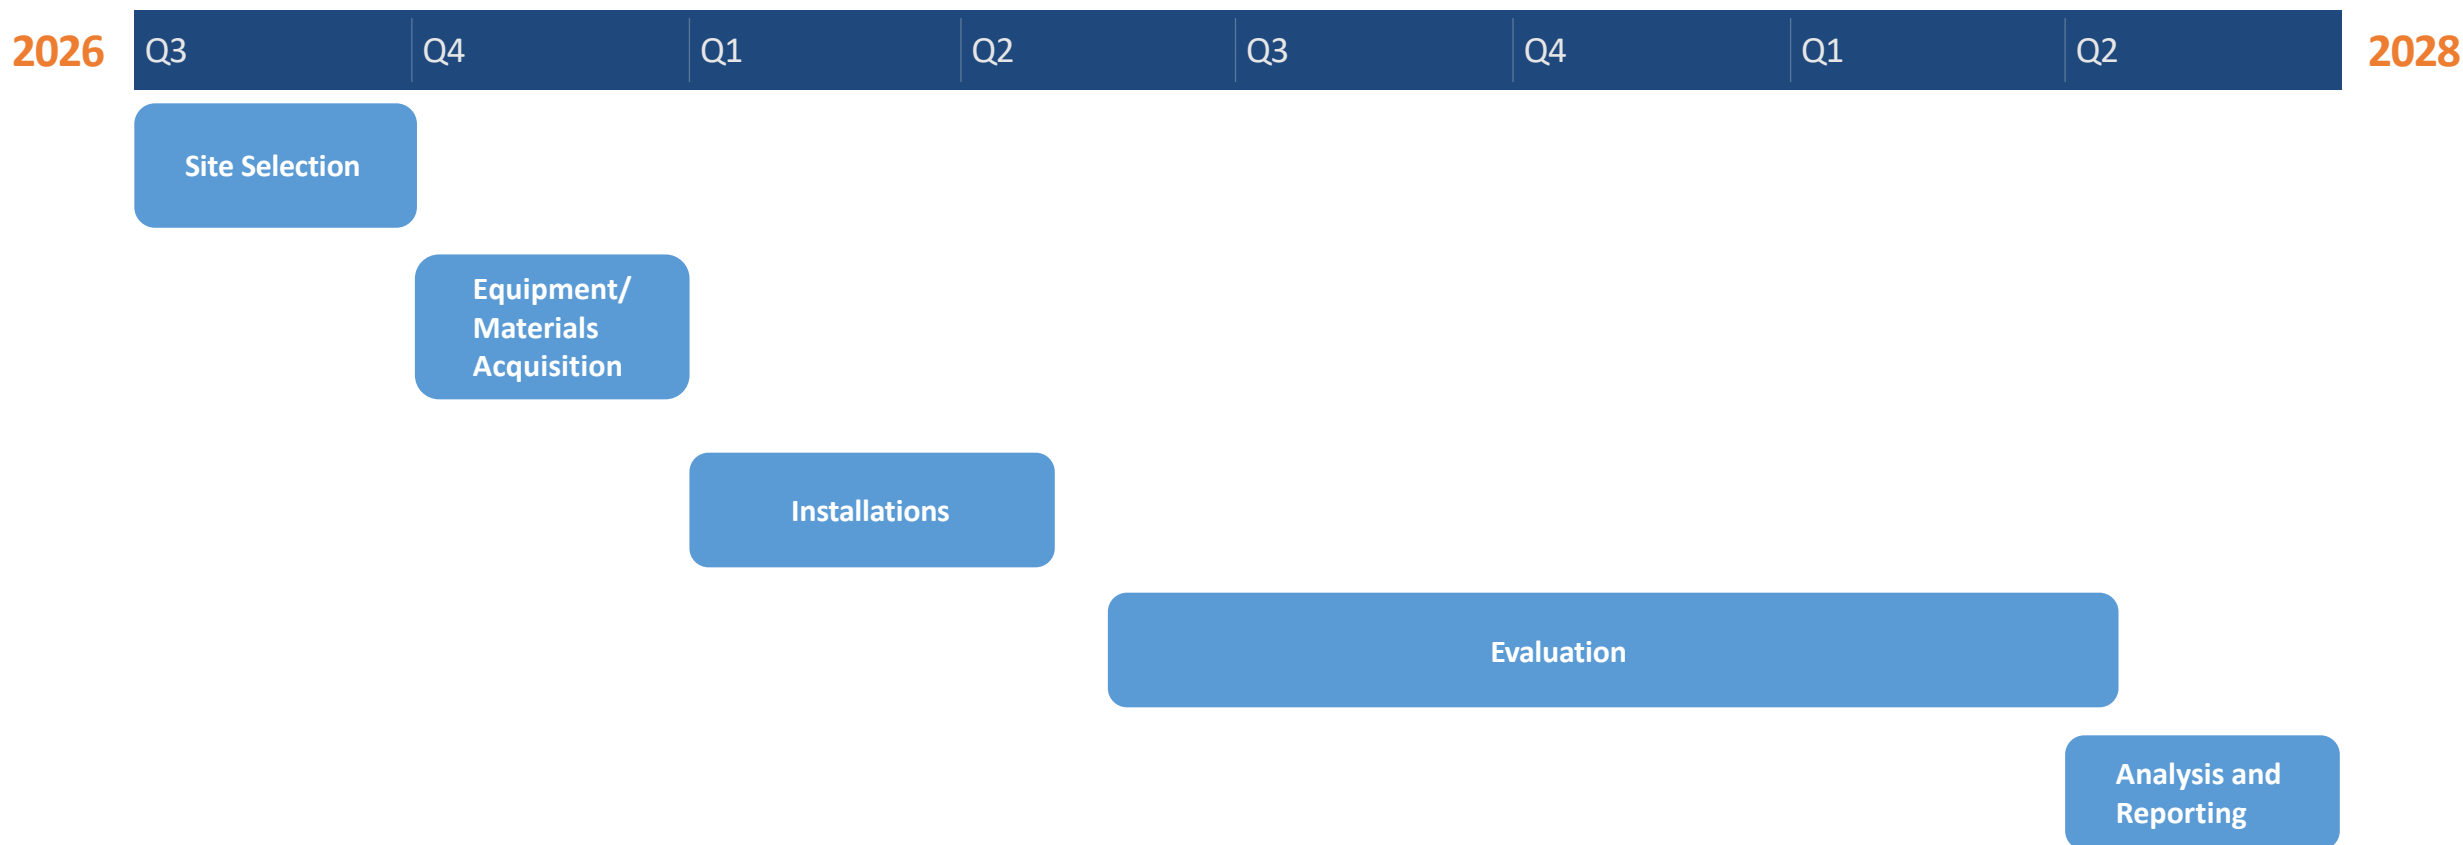 2026 Q3 Q4 Q1 Q2 Q3 Q4 Q1 Q2 2028
Site Selection
Equipment/
Materials
Acquisition
Installations
Evaluation
Analysis and
Reporting